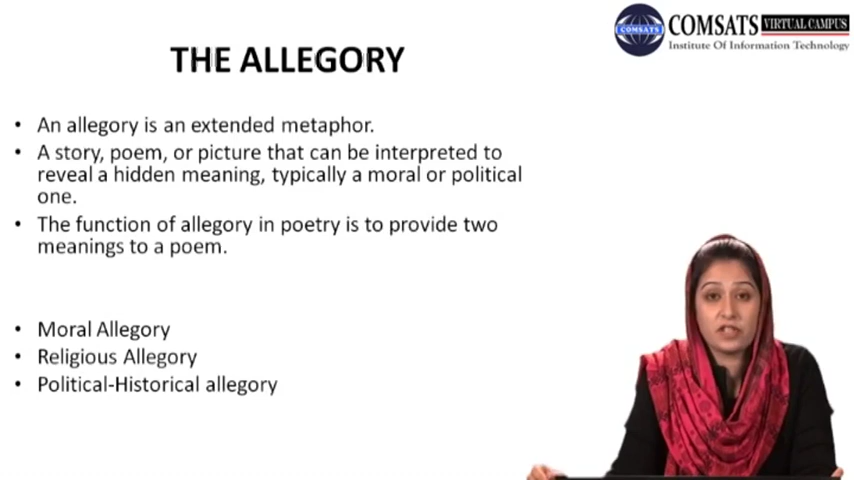 COMSATS VIRTUAL CAMPUS
COMSATS
Institute Of Information Technology
THE ALLEGORY
• An allegory is an extended metaphor.
• A story, poem, or picture that can be interpreted to
reveal a hidden meaning, typically a moral or political
one.
• The function of allegory in poetry is to provide two
meanings to a poem.
• Moral Allegory
• Religious Allegory
• Political-Historical allegory